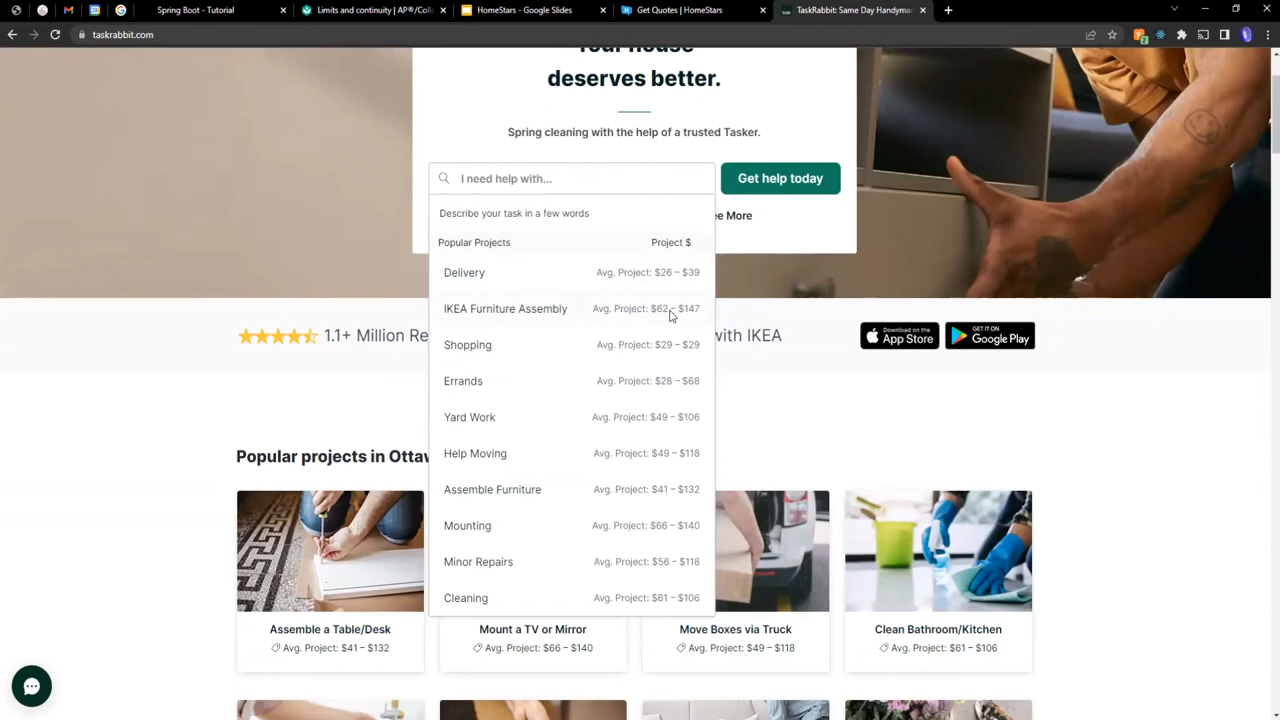 Spring Boot - Tutorial
Limits and continuity | AP®/Coll
HomeStars - Google Slides
Get Quotes | HomeStars
TaskRabbit: Same Day Handyman
taskrabbit.com
2
Your house
deserves better.
Spring cleaning with the help of a trusted Tasker.
I need help with...
Get help today
Describe your task in a few words
See More
Popular Projects Project $
Delivery Avg. Project: $26 – $39
IKEA Furniture Assembly Avg. Project: $62 – $147
Shopping Avg. Project: $29 – $29
Errands Avg. Project: $28 – $68
Yard Work Avg. Project: $49 – $106
Help Moving Avg. Project: $49 – $118
Assemble Furniture Avg. Project: $41 – $132
Mounting Avg. Project: $66 – $140
Minor Repairs Avg. Project: $56 – $118
Cleaning Avg. Project: $61 – $106
1.1+ Million Re
with IKEA
Download on the
App Store
GET IT ON
Google Play
Popular projects in Ottaw
Assemble a Table/Desk
Avg. Project: $41 – $132
Mount a TV or Mirror
Avg. Project: $66 – $140
Move Boxes via Truck
Avg. Project: $49 – $118
Clean Bathroom/Kitchen
Avg. Project: $61 – $106